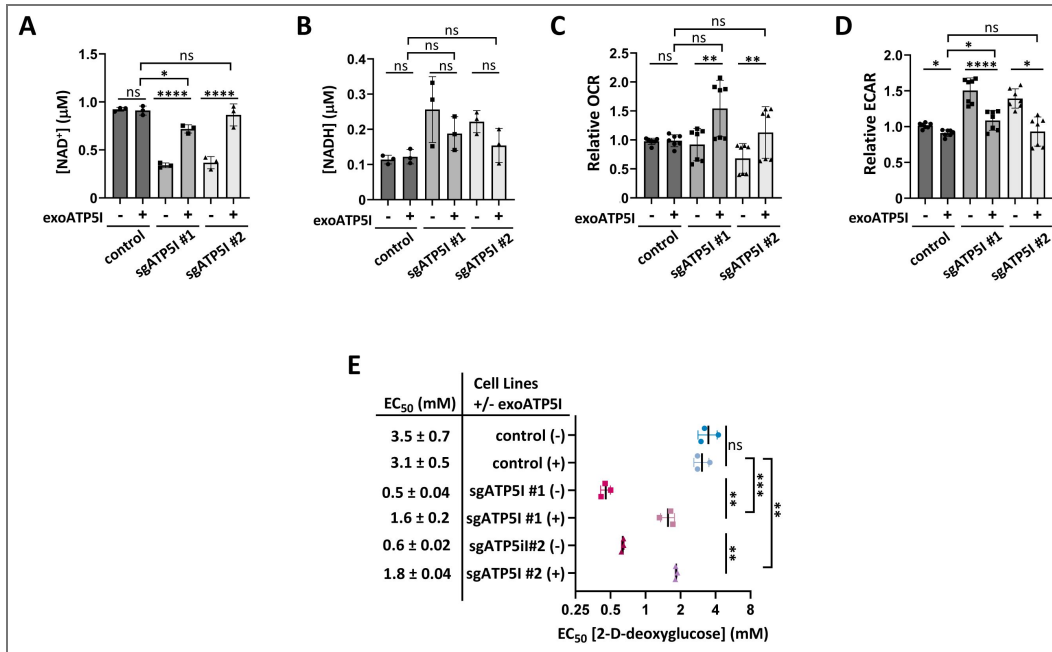 A
ns
ns
*
ns
****
****
1.5
1.0
0.5
0
[NAD⁺] (μM)
exoATP5I
- + - + - +
control
sgATP5I #1
sgATP5I #2
B
ns
ns
ns
ns
ns
0.4
0.3
0.2
0.1
0
[NADH] (μM)
exoATP5I
- + - + - +
control
sgATP5I #1
sgATP5I #2
C
ns
ns
ns
**
**
2.5
2.0
1.5
1.0
0.5
0
Relative OCR
exoATP5I
- + - + - +
control
sgATP5I #1
sgATP5I #2
D
ns
*
*
****
*
2.0
1.5
1.0
0.5
0
Relative ECAR
exoATP5I
- + - + - +
control
sgATP5I #1
sgATP5I #2
E
EC₅₀ (mM)
Cell Lines
+/- exoATP5I
3.5 ± 0.7 control (-)
3.1 ± 0.5 control (+)
0.5 ± 0.04 sgATP5I #1 (-)
1.6 ± 0.2 sgATP5I #1 (+)
0.6 ± 0.02 sgATP5iI#2 (-)
1.8 ± 0.04 sgATP5I #2 (+)
ns
**
**
***
**
0.25 0.5 1 2 4 8
EC₅₀ [2-D-deoxyglucose] (mM)